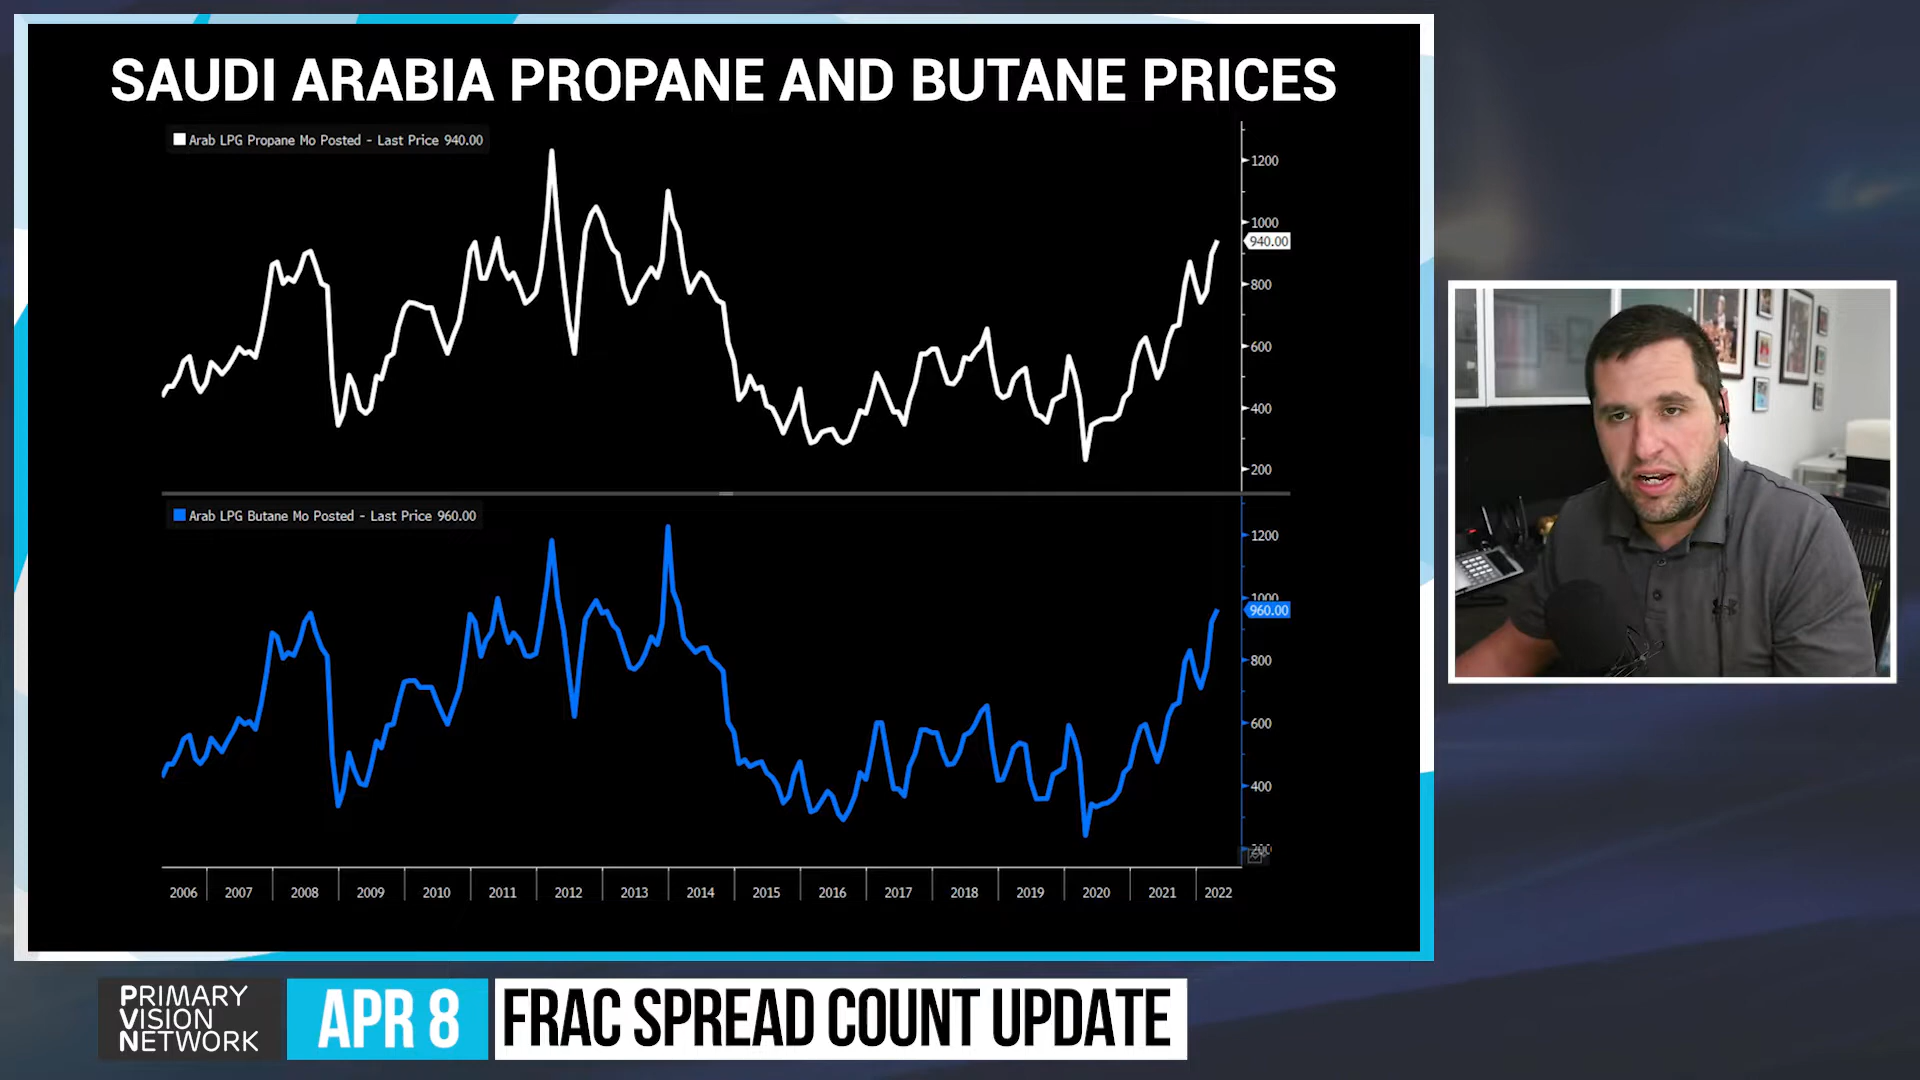 SAUDI ARABIA PROPANE AND BUTANE PRICES
Arab LPG Propane Mo Posted - Last Price 940.00
1200
1000
940.00
800
600
400
200
Arab LPG Butane Mo Posted - Last Price 960.00
1200
1000
960.00
800
600
400
200
2006 2007 2008 2009 2010 2011 2012 2013 2014 2015 2016 2017 2018 2019 2020 2021 2022
PRIMARY
VISION
NETWORK
APR 8
FRAC SPREAD COUNT UPDATE